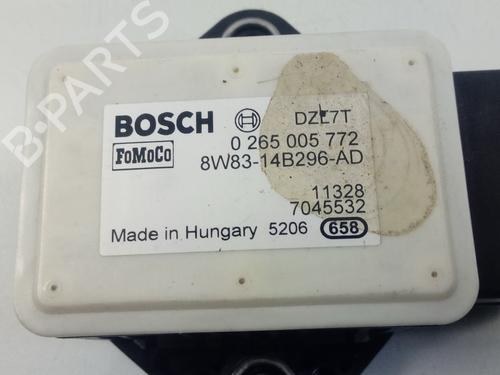 BOSCH DZL7T
0 265 005 772
FoMoCo
8W83-14B296-AD
11328
7045532
Made in Hungary 5206 658
B-PARTS